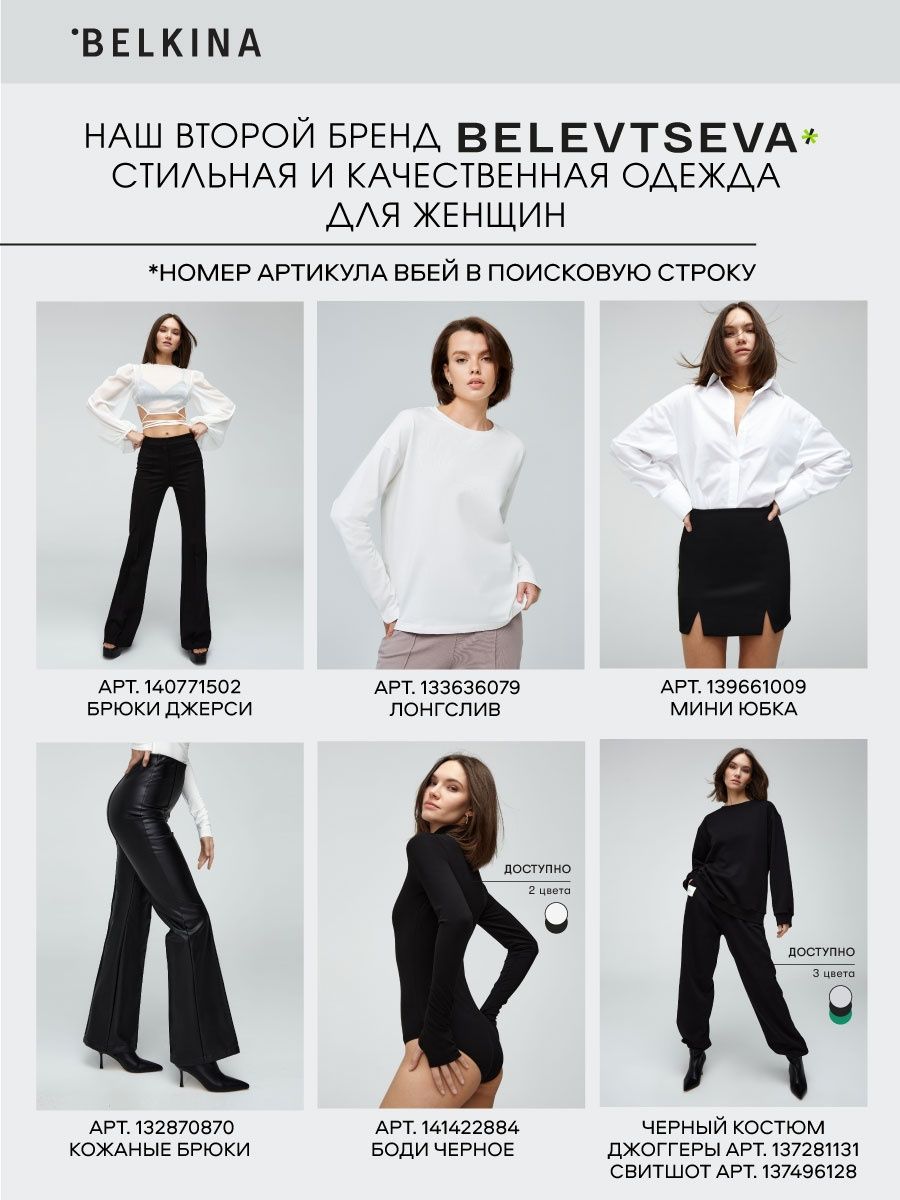 BELKINA
НАШ ВТОРОЙ БРЕНД BELEVTSEVA*
СТИЛЬНАЯ И КАЧЕСТВЕННАЯ ОДЕЖДА
ДЛЯ ЖЕНЩИН
*НОМЕР АРТИКУЛА ВБЕЙ В ПОИСКОВУЮ СТРОКУ
АРТ. 140771502
БРЮКИ ДЖЕРСИ
АРТ. 133636079
ЛОНГСЛИВ
АРТ. 139661009
МИНИ ЮБКА
АРТ. 132870870
КОЖАНЫЕ БРЮКИ
ДОСТУПНО
2 цвета
АРТ. 141422884
БОДИ ЧЕРНОЕ
ДОСТУПНО
3 цвета
ЧЕРНЫЙ КОСТЮМ
ДЖОГГЕРЫ АРТ. 137281131
СВИТШОТ АРТ. 137496128